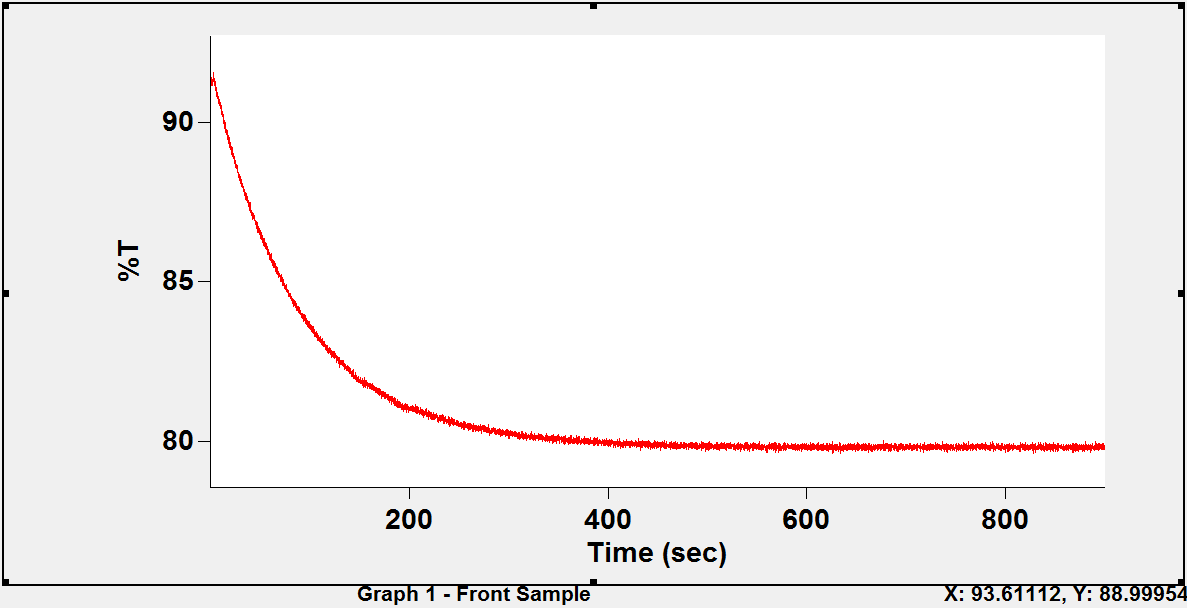 90
85
80
%T
200 400 600 800
Time (sec)
Graph 1 - Front Sample
X: 93.61112, Y: 88.99954